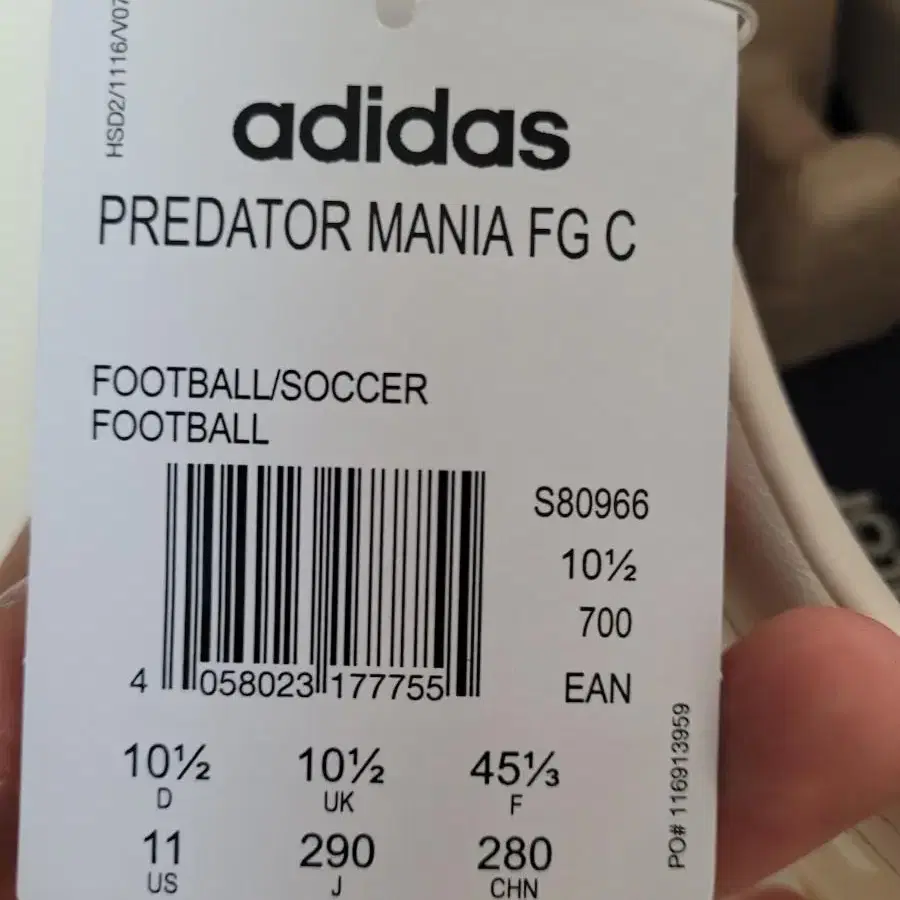 HSD2/1116/V07
adidas
PREDATOR MANIA FG C
FOOTBALL/SOCCER
FOOTBALL
S80966
10½
700
EAN
4 058023 177755
10½ 10½ 45⅓
D UK F
11 290 280
US J CHN
PO# 116913959